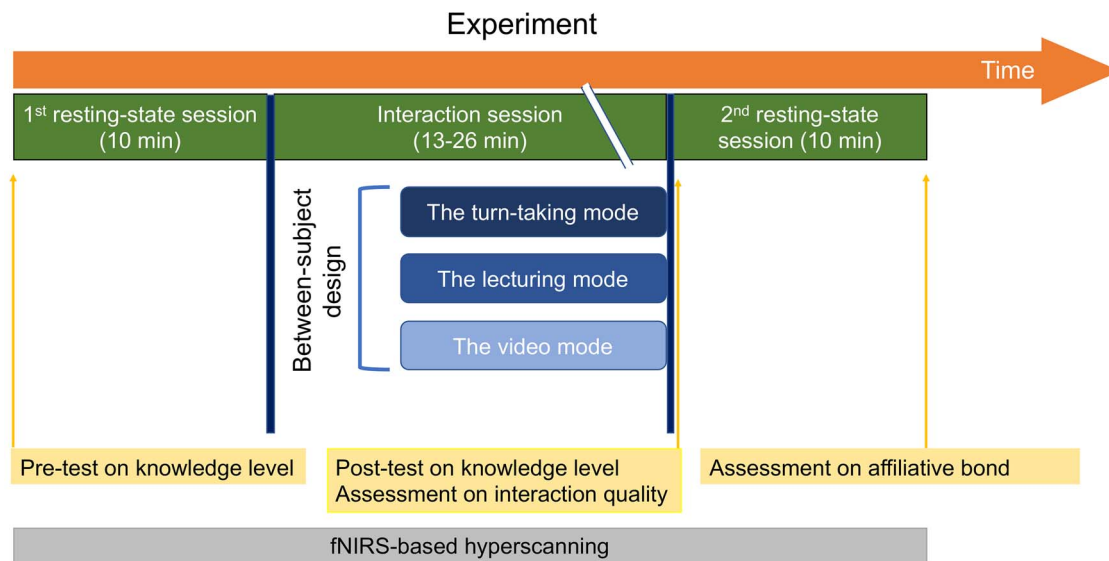 Experiment
Time
1st resting-state session
(10 min)
Interaction session
(13-26 min)
2nd resting-state
session (10 min)
Between-subject
design
The turn-taking mode
The lecturing mode
The video mode
Pre-test on knowledge level
Post-test on knowledge level
Assessment on interaction quality
Assessment on affiliative bond
fNIRS-based hyperscanning